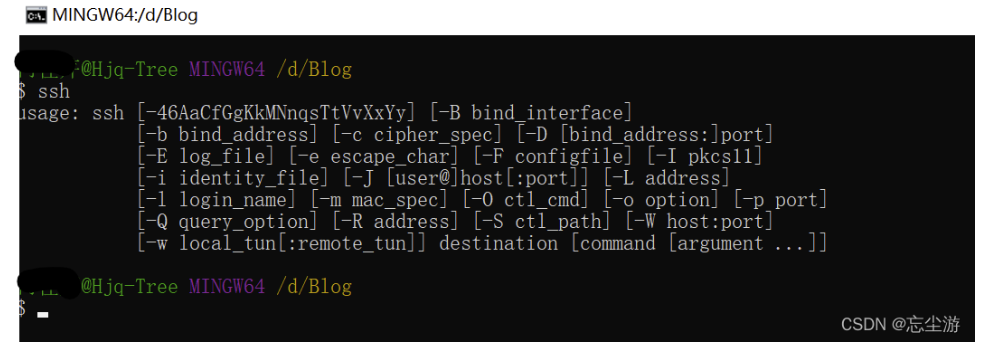 MINGW64:/d/Blog
@Hjq-Tree MINGW64 /d/Blog
$ ssh
usage: ssh [-46AaCfGgKkMNnqsTtVvXxYy] [-B bind_interface]
[-b bind_address] [-c cipher_spec] [-D [bind_address:]port]
[-E log_file] [-e escape_char] [-F configfile] [-I pkcs11]
[-i identity_file] [-J [user@]host[:port]] [-L address]
[-l login_name] [-m mac_spec] [-O ctl_cmd] [-o option] [-p port]
[-Q query_option] [-R address] [-S ctl_path] [-W host:port]
[-w local_tun[:remote_tun]] destination [command [argument ...]]
@Hjq-Tree MINGW64 /d/Blog
$
CSDN @忘尘游